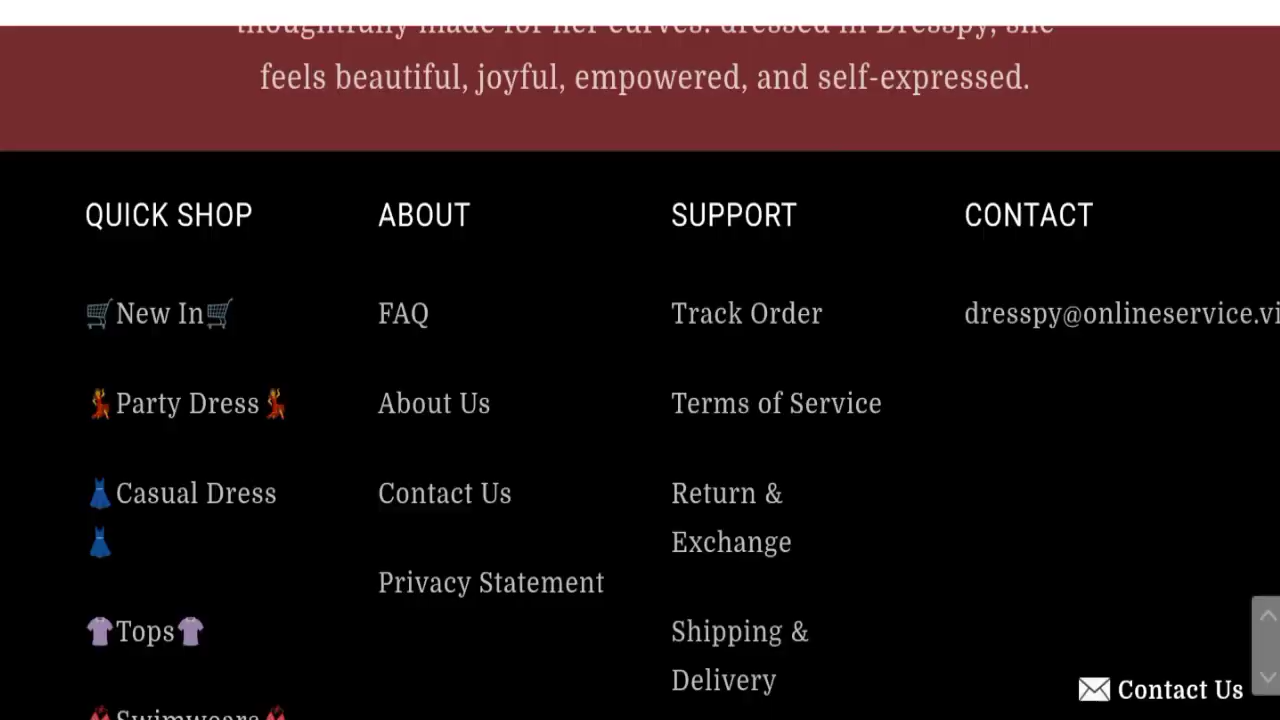 thoughtfully made for her curves. dressed in Dresspy, she
feels beautiful, joyful, empowered, and self-expressed.
QUICK SHOP
🛒New In🛒
💃Party Dress💃
👗Casual Dress
👗
👚Tops👚
👙Swimwears👙
ABOUT
FAQ
About Us
Contact Us
Privacy Statement
SUPPORT
Track Order
Terms of Service
Return &
Exchange
Shipping &
Delivery
CONTACT
dresspy@onlineservice.vi
Contact Us